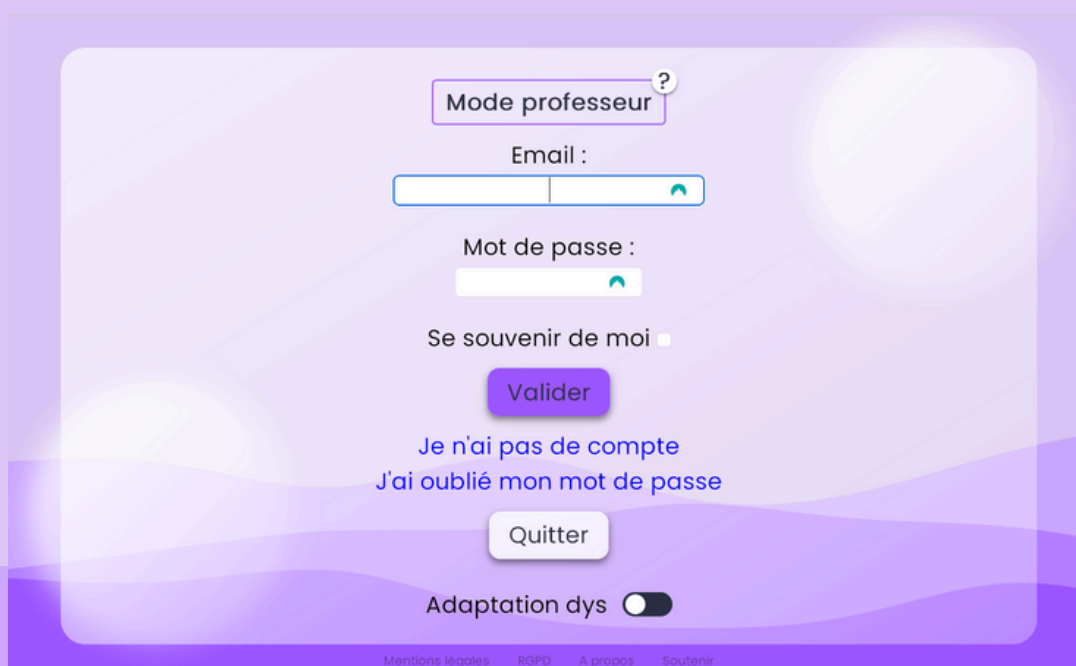 ?
Mode professeur
Email :
Mot de passe :
Se souvenir de moi
Valider
Je n'ai pas de compte
J'ai oublié mon mot de passe
Quitter
Adaptation dys
Mentions légales RGPD A propos Soutenir